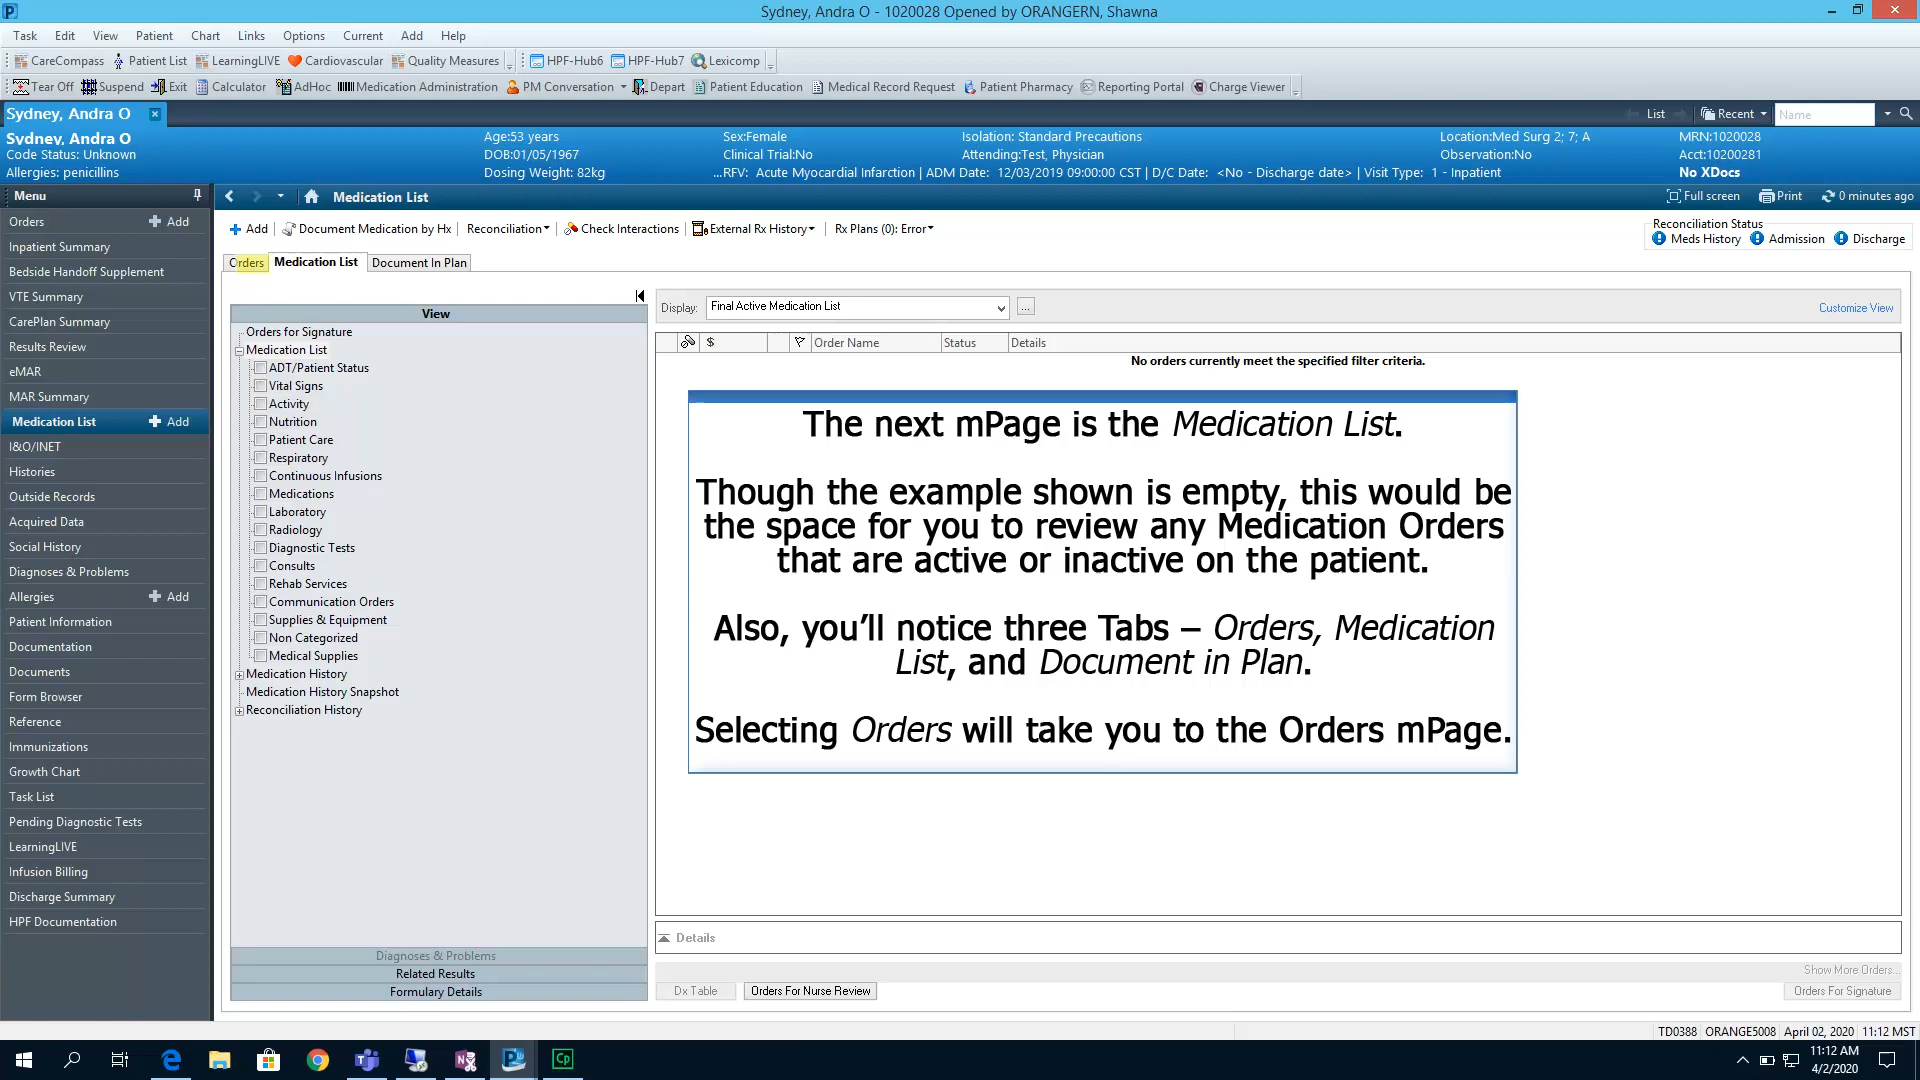 Sydney, Andra O - 1020028 Opened by ORANGERN, Shawna
Task Edit View Patient Chart Links Options Current Add Help
CareCompass Patient List LearningLIVE Cardiovascular Quality Measures HPF-Hub6 HPF-Hub7 Lexicomp
Tear Off Suspend Exit Calculator AdHoc Medication Administration PM Conversation Depart Patient Education Medical Record Request Patient Pharmacy Reporting Portal Charge Viewer
Sydney, Andra O List Recent Name
Sydney, Andra O Age:53 years Sex:Female Isolation: Standard Precautions Location:Med Surg 2; 7; A MRN:1020028
Code Status: Unknown DOB:01/05/1967 Clinical Trial:No Attending:Test, Physician Observation:No Acct:10200281
Allergies: penicillins Dosing Weight: 82kg ...RFV: Acute Myocardial Infarction | ADM Date: 12/03/2019 09:00:00 CST | D/C Date: <No - Discharge date> | Visit Type: 1 - Inpatient No XDocs
Menu
Orders Add
Inpatient Summary
Bedside Handoff Supplement
VTE Summary
CarePlan Summary
Results Review
eMAR
MAR Summary
Medication List Add
I&O/INET
Histories
Outside Records
Acquired Data
Social History
Diagnoses & Problems
Allergies Add
Patient Information
Documentation
Documents
Form Browser
Reference
Immunizations
Growth Chart
Task List
Pending Diagnostic Tests
LearningLIVE
Infusion Billing
Discharge Summary
HPF Documentation
Medication List Full screen Print 0 minutes ago
Add Document Medication by Hx Reconciliation Check Interactions External Rx History Rx Plans (0): Error
Reconciliation Status
Meds History Admission Discharge
Orders Medication List Document In Plan
View
Orders for Signature
Medication List
ADT/Patient Status
Vital Signs
Activity
Nutrition
Patient Care
Respiratory
Continuous Infusions
Medications
Laboratory
Radiology
Diagnostic Tests
Consults
Rehab Services
Communication Orders
Supplies & Equipment
Non Categorized
Medical Supplies
Medication History
Medication History Snapshot
Reconciliation History
Diagnoses & Problems
Related Results
Formulary Details
Display: Final Active Medication List ... Customize View
$ Order Name Status Details
No orders currently meet the specified filter criteria.
The next mPage is the Medication List.
Though the example shown is empty, this would be
the space for you to review any Medication Orders
that are active or inactive on the patient.
Also, you’ll notice three Tabs – Orders, Medication
List, and Document in Plan.
Selecting Orders will take you to the Orders mPage.
Details
Show More Orders...
Dx Table Orders For Nurse Review Orders For Signature
TD0388 ORANGE5008 April 02, 2020 11:12 MST
11:12 AM
4/2/2020